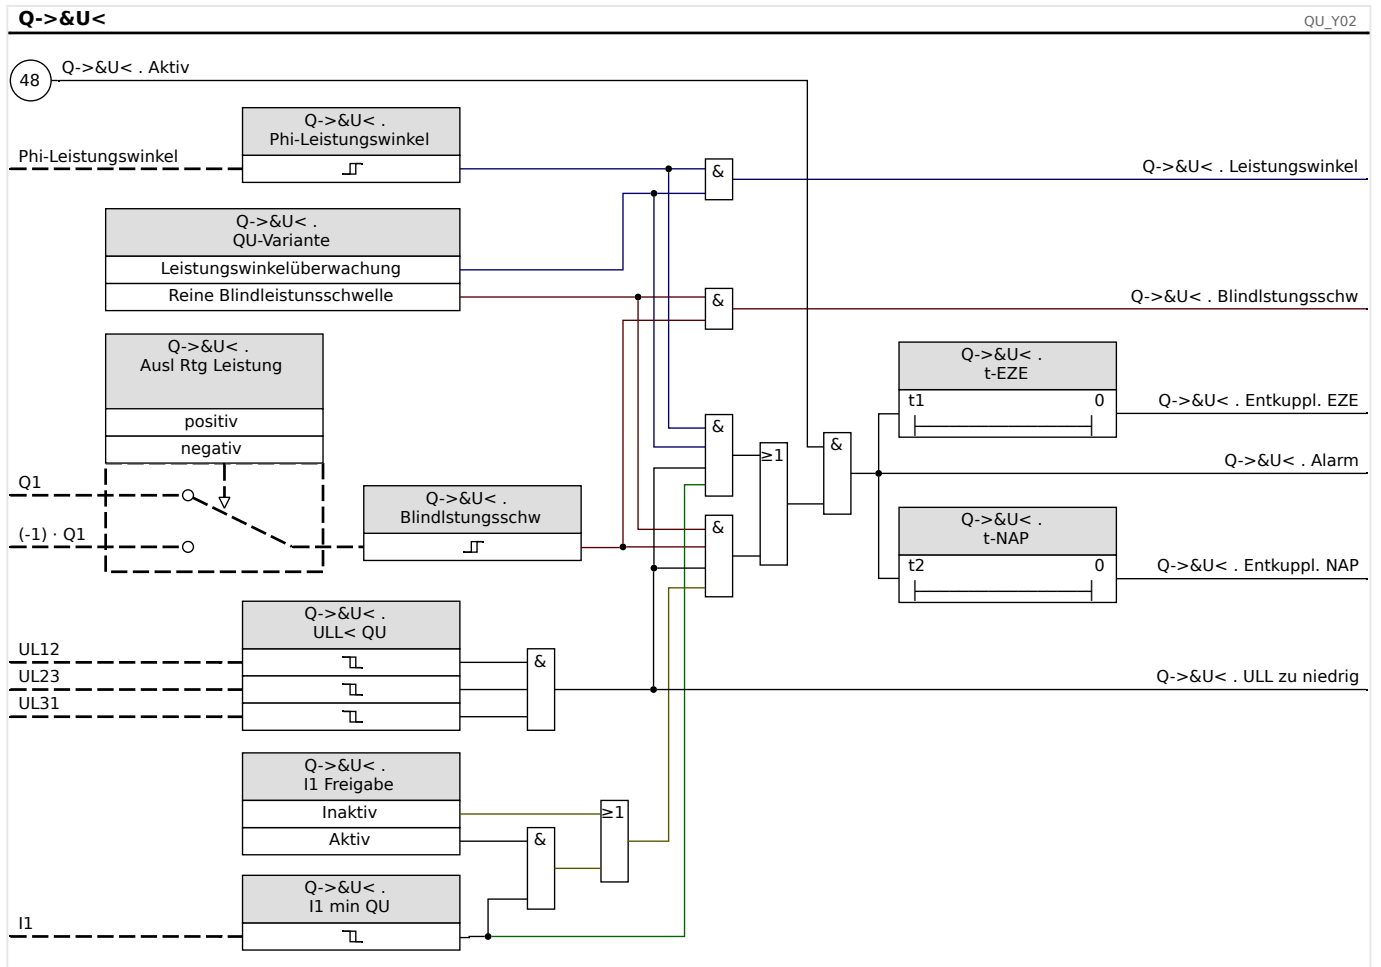 Q->&U<
QU_Y02
48
Q->&U< . Aktiv
Q->&U< .
Phi-Leistungswinkel
Phi-Leistungswinkel
&
Q->&U< . Leistungswinkel
Q->&U< .
QU-Variante
Leistungswinkelüberwachung
Reine Blindleistunsschwelle
&
Q->&U< . Blindlstungsschw
Q->&U< .
Ausl Rtg Leistung
positiv
negativ
Q->&U< .
t-EZE
t1
0
Q->&U< . Entkuppl. EZE
&
≥1
&
Q->&U< . Alarm
Q1
(-1) · Q1
Q->&U< .
Blindlstungsschw
&
Q->&U< .
t-NAP
t2
0
Q->&U< . Entkuppl. NAP
Q->&U< .
ULL< QU
UL12
UL23
UL31
&
Q->&U< . ULL zu niedrig
Q->&U< .
I1 Freigabe
Inaktiv
Aktiv
≥1
&
Q->&U< .
I1 min QU
I1